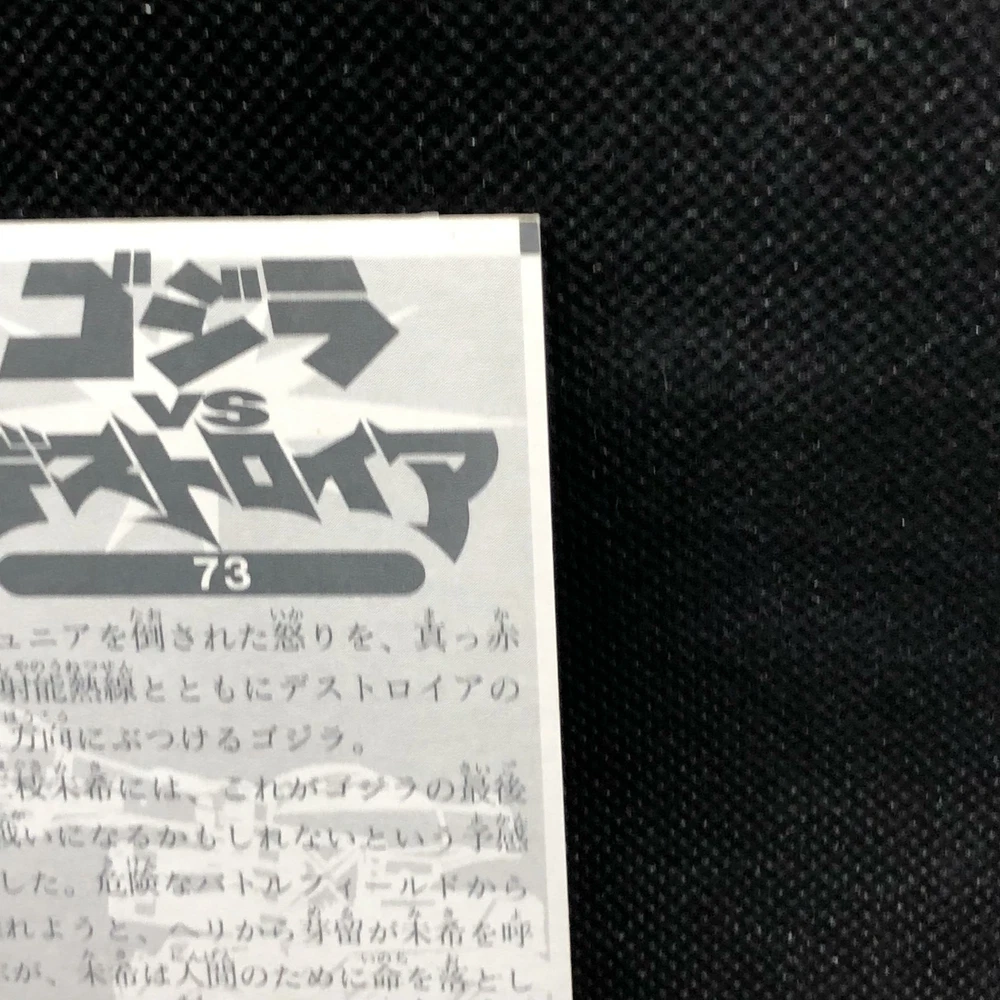 ゴジラ
VS
デストロイア
73
ュニアを倒された怒りを、真っ赤
射能熱線とともにデストロイアの
方向にぶつけるゴジラ。
三枝未希には、これがゴジラの最後
戦いになるかもしれないという予感
した。危険なバトルフィールドから
れようと、ヘリから芽留が未希を呼
が、未希は人間のために命を落とし